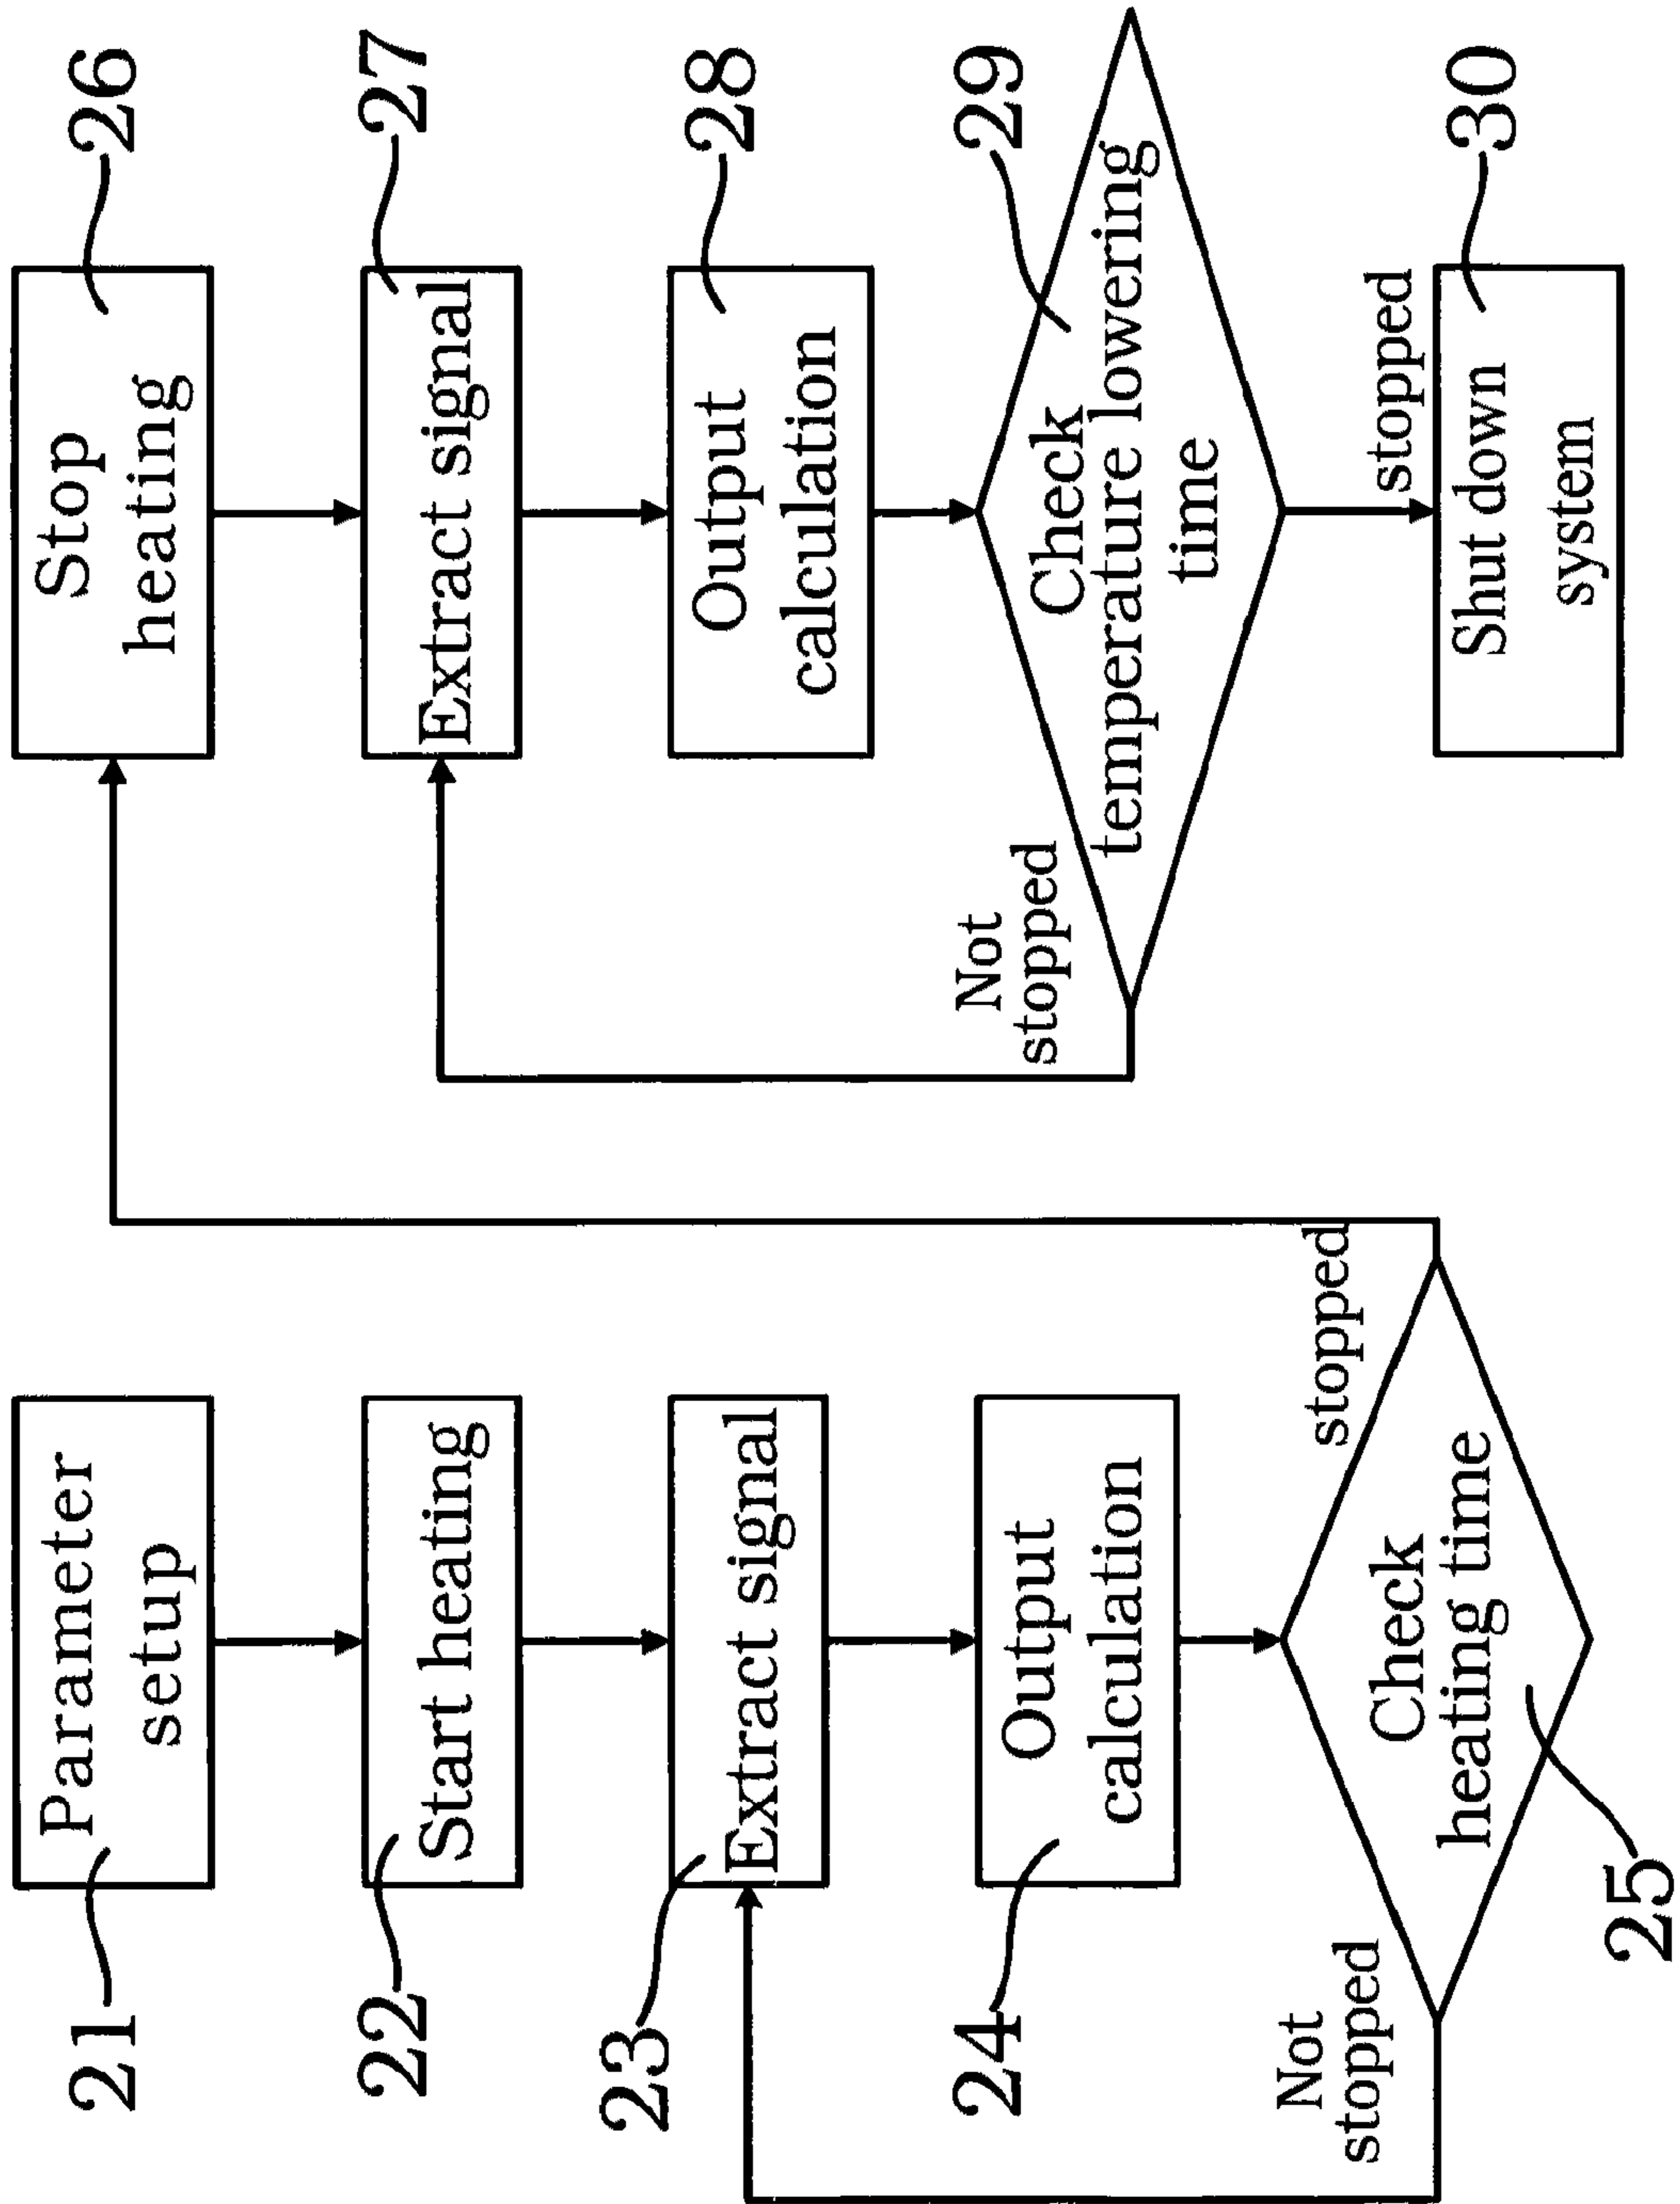 21
Parameter
setup
22
Start heating
23
Extract signal
24
Output
calculation
Check
heating time
25
Not
stopped
stopped
26
Stop
heating
27
Extract signal
28
Output
calculation
29
Check
temperature lowering
time
Not
stopped
stopped
30
Shut down
system